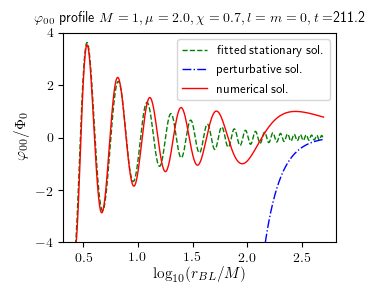 φ₀₀ profile M = 1, μ = 2.0, χ = 0.7, l = m = 0, t =211.2
4
2
0
−2
−4
φ₀₀/Φ₀
fitted stationary sol.
perturbative sol.
numerical sol.
0.5 1.0 1.5 2.0 2.5
log₁₀(r_BL/M)